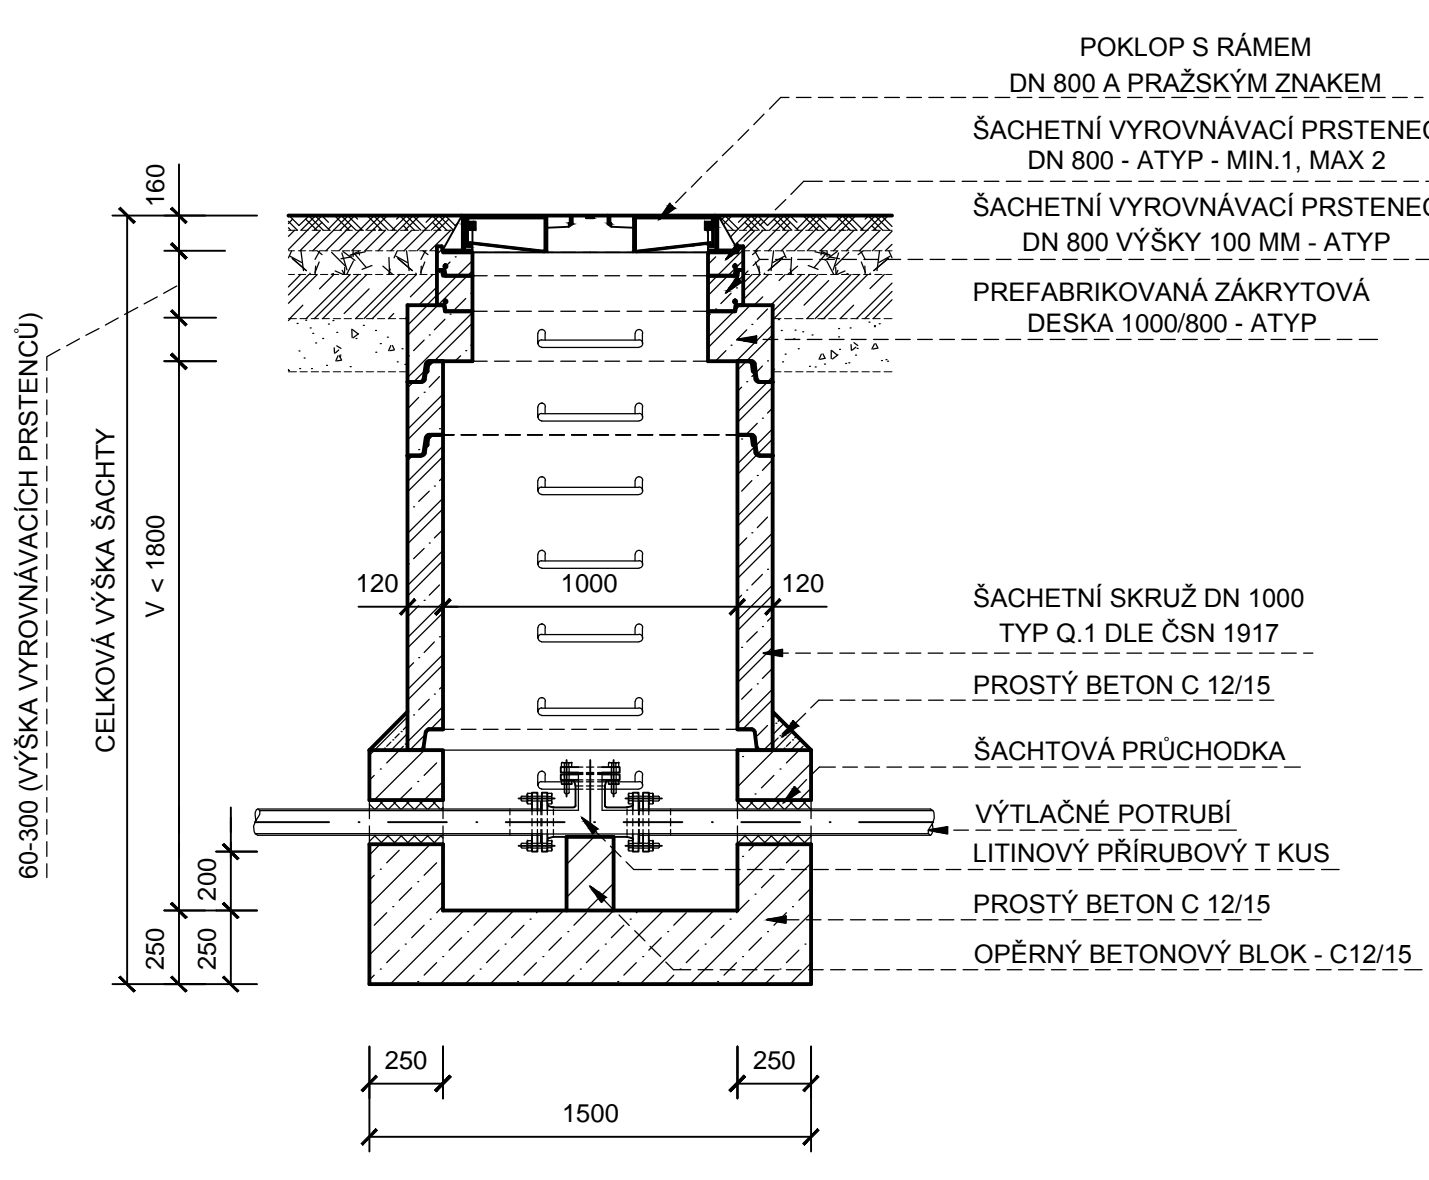 POKLOP S RÁMEM
DN 800 A PRAŽSKÝM ZNAKEM
ŠACHETNÍ VYROVNÁVACÍ PRSTENEC
DN 800 - ATYP - MIN.1, MAX 2
ŠACHETNÍ VYROVNÁVACÍ PRSTENEC
DN 800 VÝŠKY 100 MM - ATYP
PREFABRIKOVANÁ ZÁKRYTOVÁ
DESKA 1000/800 - ATYP
160
60-300 (VÝŠKA VYROVNÁVACÍCH PRSTENCŮ)
CELKOVÁ VÝŠKA ŠACHTY
V < 1800
120
1000
120
ŠACHETNÍ SKRUŽ DN 1000
TYP Q.1 DLE ČSN 1917
PROSTÝ BETON C 12/15
ŠACHTOVÁ PRŮCHODKA
VÝTLAČNÉ POTRUBÍ
LITINOVÝ PŘÍRUBOVÝ T KUS
PROSTÝ BETON C 12/15
OPĚRNÝ BETONOVÝ BLOK - C12/15
200
250
250
250
250
1500